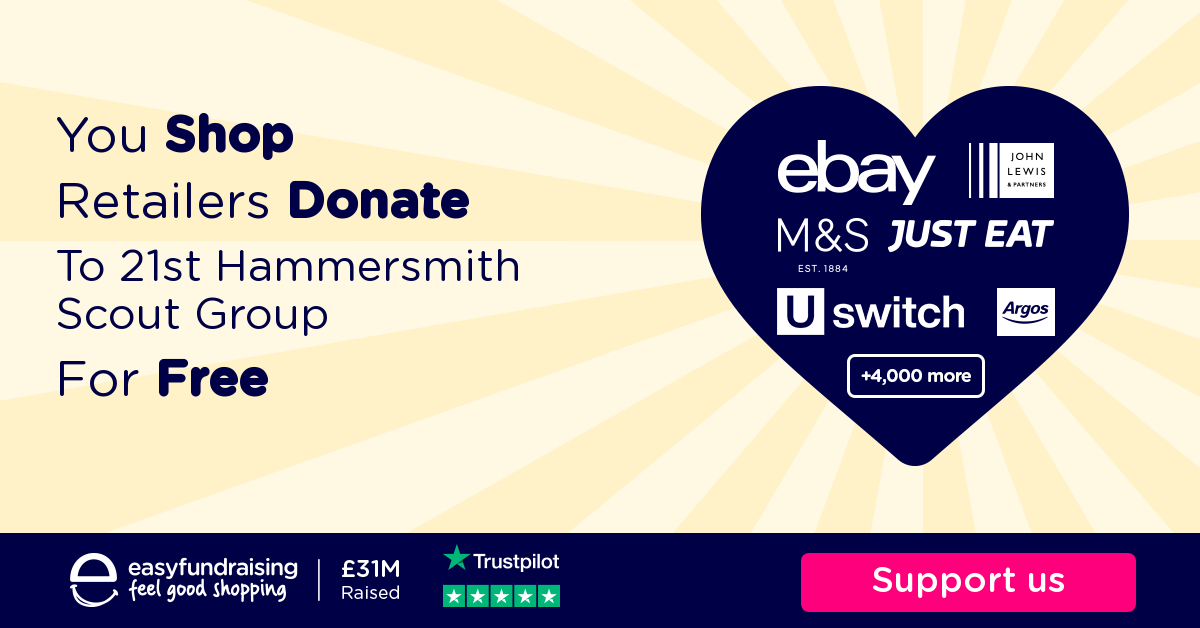 You Shop
Retailers Donate
To 21st Hammersmith
Scout Group
For Free
ebay
JOHN
LEWIS
& PARTNERS
M&S
EST. 1884
JUST EAT
Uswitch
Argos
+4,000 more
easyfundraising
feel good shopping
£31M
Raised
Trustpilot
Support us